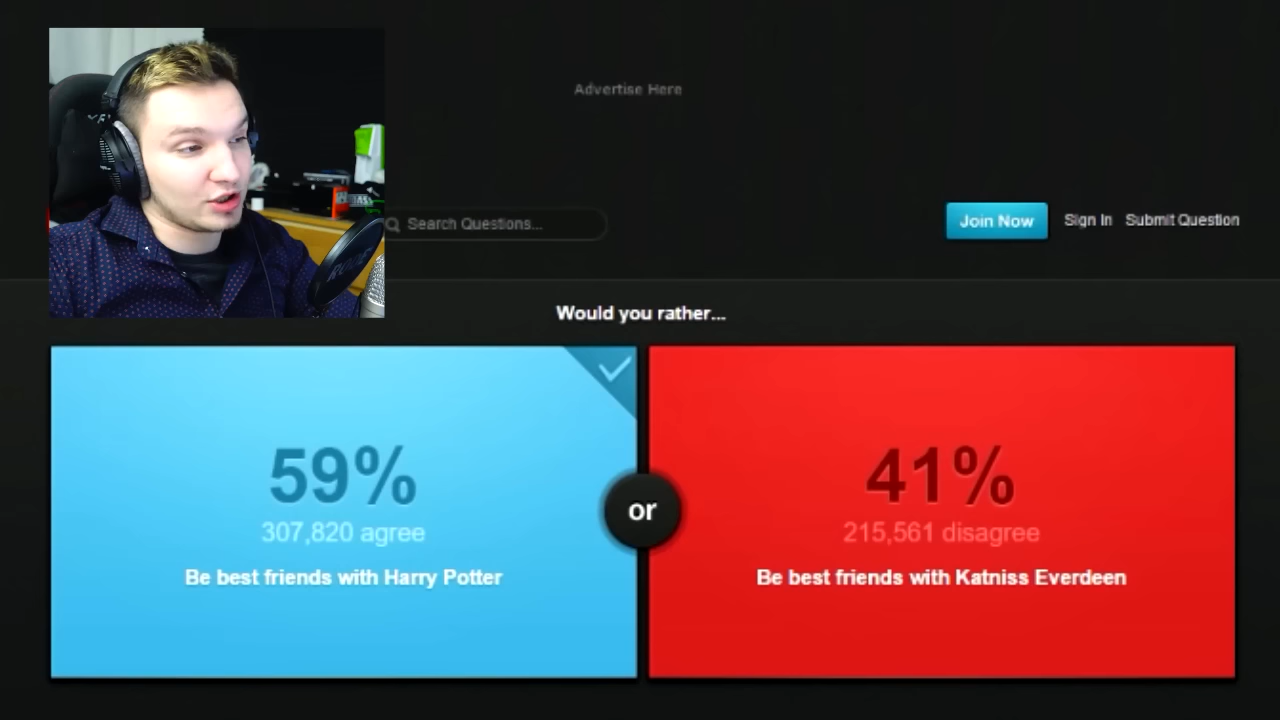 Advertise Here
Search Questions...
Join Now
Sign In
Submit Question
Would you rather...
59%
307,820 agree
Be best friends with Harry Potter
or
41%
215,561 disagree
Be best friends with Katniss Everdeen